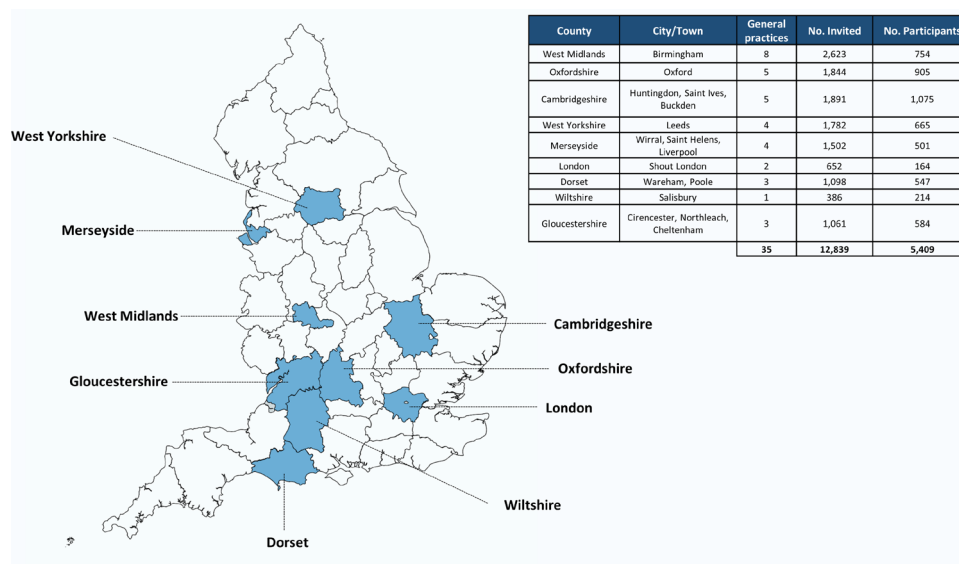 County City/Town General practices No. Invited No. Participants
West Midlands Birmingham 8 2,623 754
Oxfordshire Oxford 5 1,844 905
Cambridgeshire Huntingdon, Saint Ives, Buckden 5 1,891 1,075
West Yorkshire Leeds 4 1,782 665
Merseyside Wirral, Saint Helens, Liverpool 4 1,502 501
London Shout London 2 652 164
Dorset Wareham, Poole 3 1,098 547
Wiltshire Salisbury 1 386 214
Gloucestershire Cirencester, Northleach, Cheltenham 3 1,061 584
35 12,839 5,409
West Yorkshire
Merseyside
West Midlands
Cambridgeshire
Oxfordshire
Gloucestershire
London
Wiltshire
Dorset